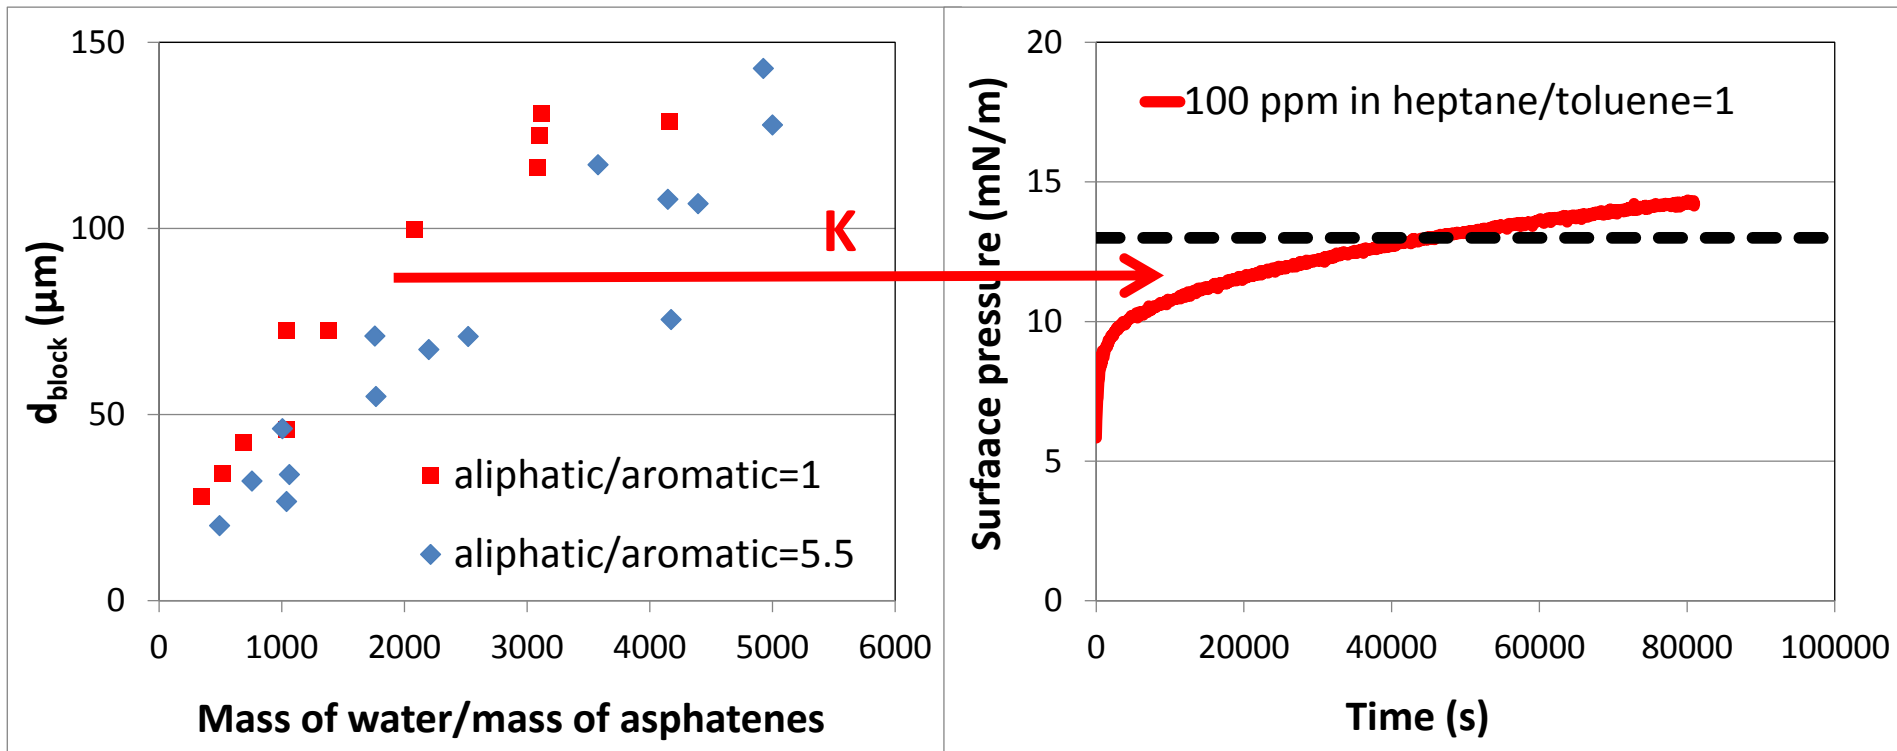 150
100
50
0
0 1000 2000 3000 4000 5000 6000
d block (µm)
Mass of water/mass of asphatenes
aliphatic/aromatic=1
aliphatic/aromatic=5.5
K
20
15
10
5
0
0 20000 40000 60000 80000 100000
Surfaace pressure (mN/m)
Time (s)
100 ppm in heptane/toluene=1